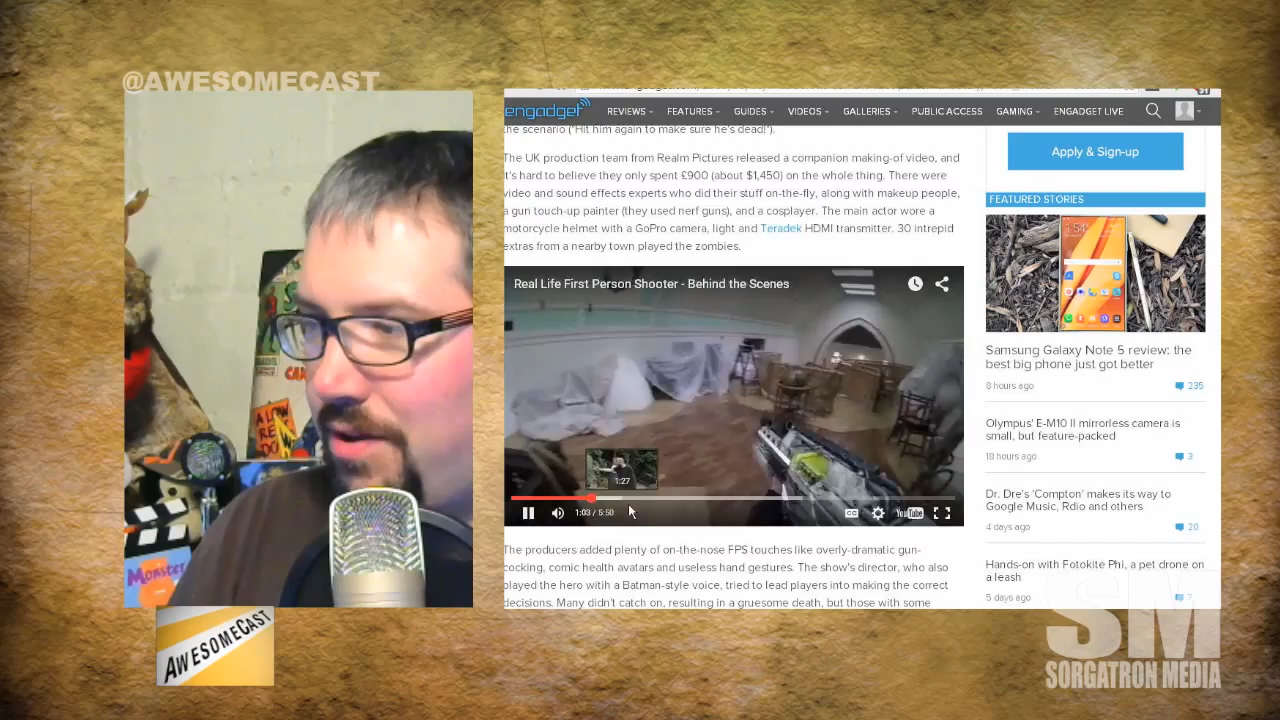 @AWESOMECAST
engadget
REVIEWS
FEATURES
GUIDES
VIDEOS
GALLERIES
PUBLIC ACCESS
GAMING
ENGADGET LIVE
31
the scenario ("Hit him again to make sure he's dead!").
The UK production team from Realm Pictures released a companion making-of video, and
it's hard to believe they only spent £900 (about $1,450) on the whole thing. There were
video and sound effects experts who did their stuff on-the-fly, along with makeup people,
a gun touch-up painter (they used nerf guns), and a cosplayer. The main actor wore a
motorcycle helmet with a GoPro camera, light and Teradek HDMI transmitter. 30 intrepid
extras from a nearby town played the zombies.
Real Life First Person Shooter - Behind the Scenes
1:27
1:03 / 5:50
CC
YouTube
The producers added plenty of on-the-nose FPS touches like overly-dramatic gun-
cocking, comic health avatars and useless hand gestures. The show's director, who also
played the hero witih a Batman-style voice, tried to lead players into making the correct
decisions. Many didn't catch on, resulting in a gruesome death, but those with some
Apply & Sign-up
FEATURED STORIES
1:54
Samsung Galaxy Note 5 review: the
best big phone just got better
8 hours ago
235
Olympus' E-M10 II mirrorless camera is
small, but feature-packed
18 hours ago
3
Dr. Dre's 'Compton' makes its way to
Google Music, Rdio and others
4 days ago
20
Hands-on with Fotokite Phi, a pet drone on
a leash
5 days ago
7
Monster
AWESOMECAST
SM
SORGATRON MEDIA